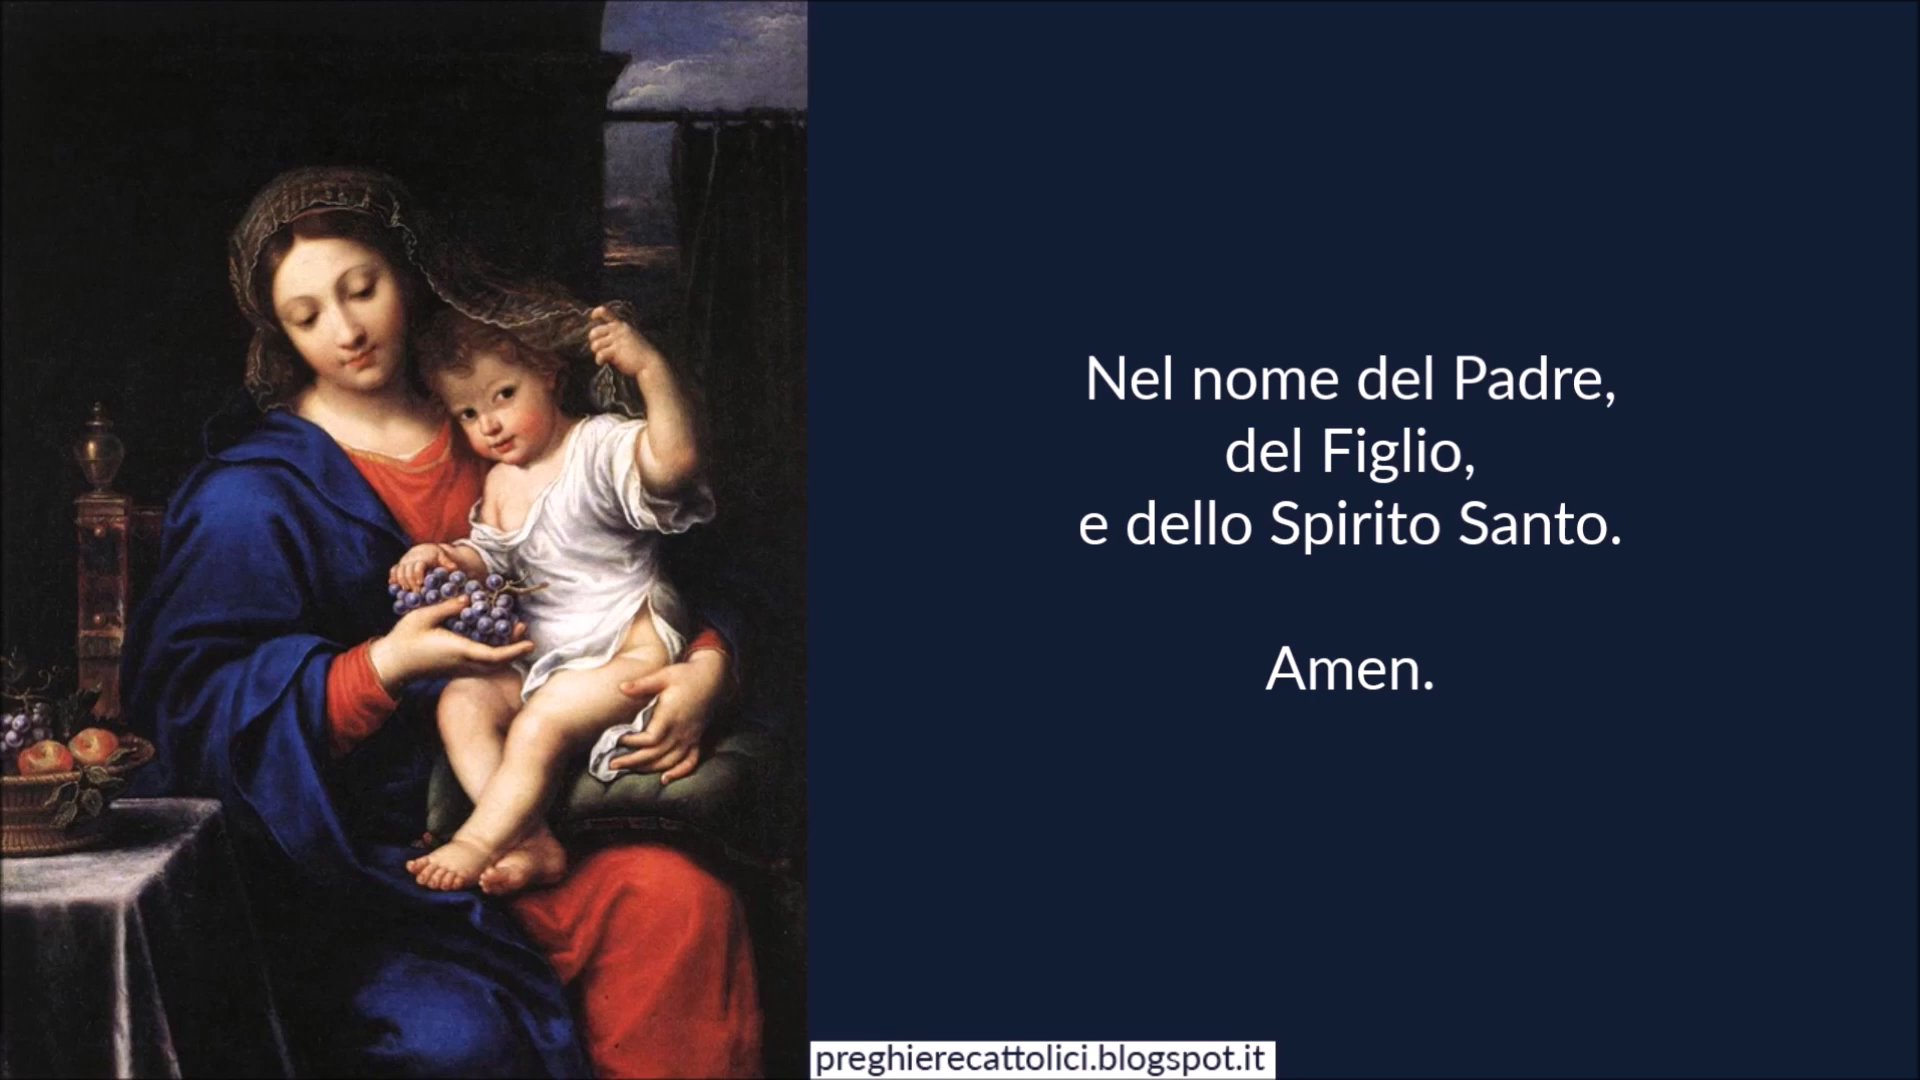 Nel nome del Padre,
del Figlio,
e dello Spirito Santo.
Amen.
preghierecattolici.blogspot.it